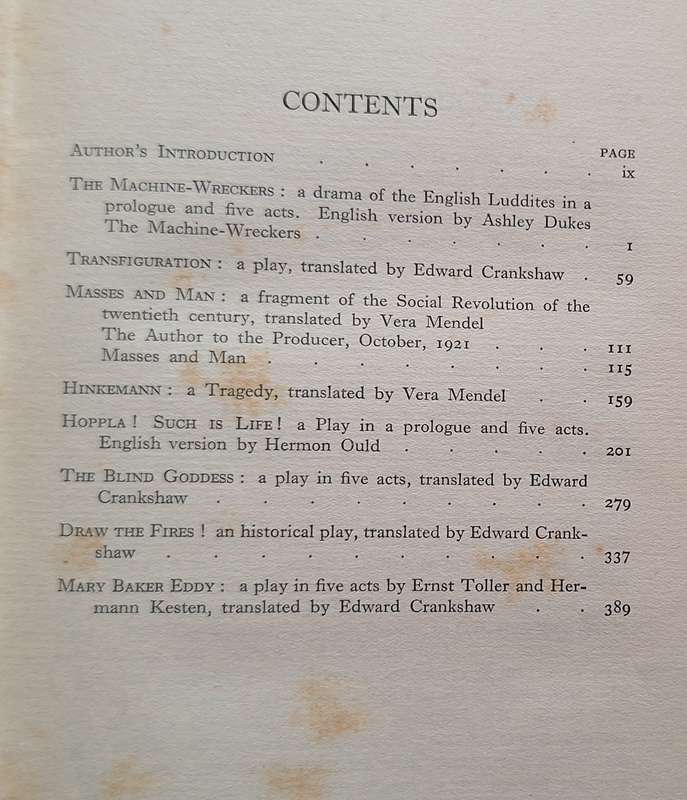 CONTENTS
PAGE
AUTHOR'S INTRODUCTION . . . . . . ix
THE MACHINE-WRECKERS : a drama of the English Luddites in a
prologue and five acts. English version by Ashley Dukes
The Machine-Wreckers . . . . . . . 1
TRANSFIGURATION : a play, translated by Edward Crankshaw . 59
MASSES AND MAN : a fragment of the Social Revolution of the
twentieth century, translated by Vera Mendel
The Author to the Producer, October, 1921 . . . 111
Masses and Man . . . . . . . . 115
HINKEMANN : a Tragedy, translated by Vera Mendel . . 159
HOPPLA ! SUCH IS LIFE ! a Play in a prologue and five acts.
English version by Hermon Ould . . . . . 201
THE BLIND GODDESS : a play in five acts, translated by Edward
Crankshaw . . . . . . . . . 279
DRAW THE FIRES ! an historical play, translated by Edward Crank-
shaw . . . . . . . . . 337
MARY BAKER EDDY : a play in five acts by Ernst Toller and Her-
mann Kesten, translated by Edward Crankshaw . . 389